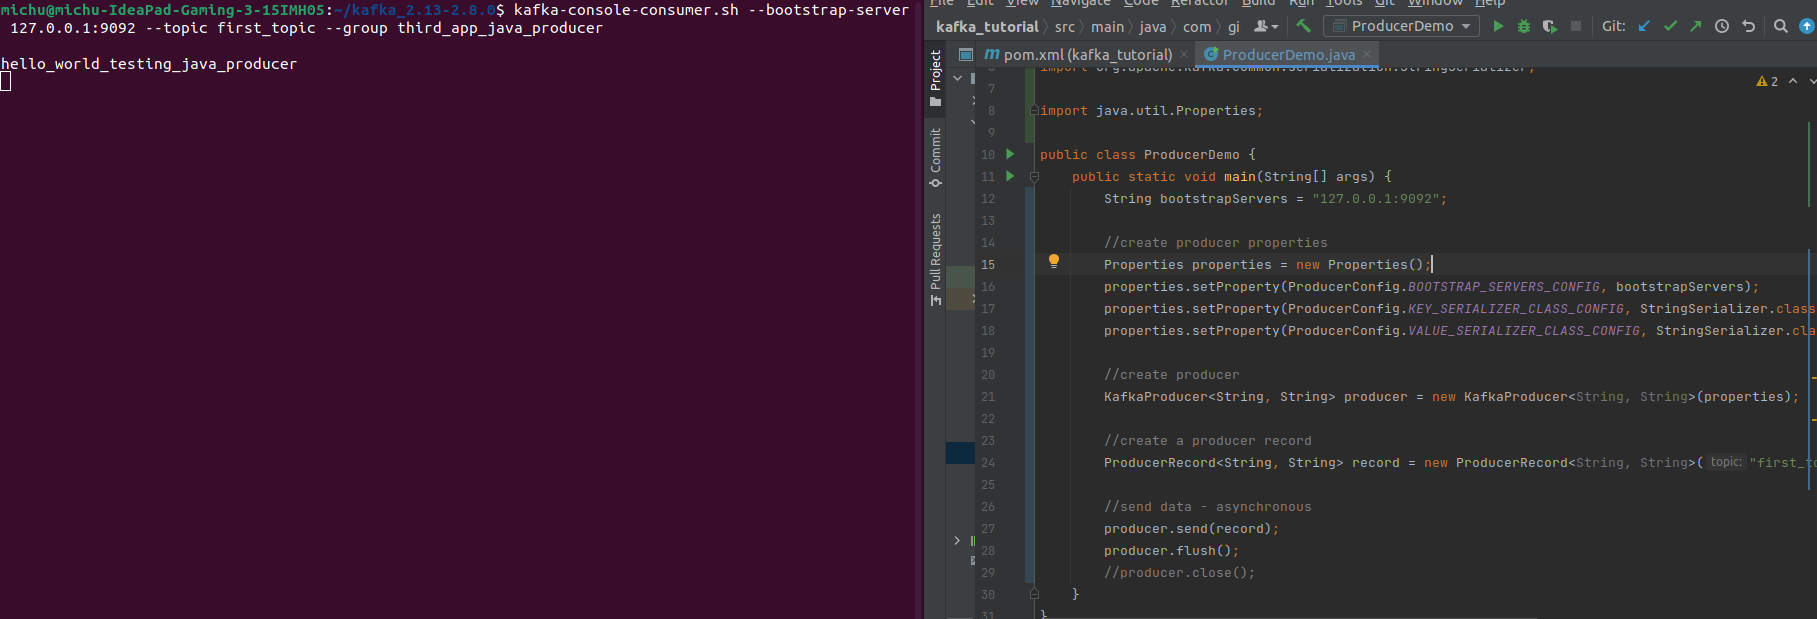 michu@michu-IdeaPad-Gaming-3-15IMH05:~/kafka_2.13-2.8.0$ kafka-console-consumer.sh --bootstrap-server
127.0.0.1:9092 --topic first_topic --group third_app_java_producer
hello_world_testing_java_producer
File Edit View Navigate Code Refactor Build Run Tools Git Window Help
kafka_tutorial src main java com gi ProducerDemo Git:
Project
Commit
Pull Requests
pom.xml (kafka_tutorial) ProducerDemo.java
2
6 import org.apache.kafka.common.serialization.StringSerializer;
7
8 import java.util.Properties;
9
10 public class ProducerDemo {
11 public static void main(String[] args) {
12 String bootstrapServers = "127.0.0.1:9092";
13
14 //create producer properties
15 Properties properties = new Properties();
16 properties.setProperty(ProducerConfig.BOOTSTRAP_SERVERS_CONFIG, bootstrapServers);
17 properties.setProperty(ProducerConfig.KEY_SERIALIZER_CLASS_CONFIG, StringSerializer.class
18 properties.setProperty(ProducerConfig.VALUE_SERIALIZER_CLASS_CONFIG, StringSerializer.cla
19
20 //create producer
21 KafkaProducer<String, String> producer = new KafkaProducer<String, String>(properties);
22
23 //create a producer record
24 ProducerRecord<String, String> record = new ProducerRecord<String, String>( topic: "first_to
25
26 //send data - asynchronous
27 producer.send(record);
28 producer.flush();
29 //producer.close();
30 }
31 }